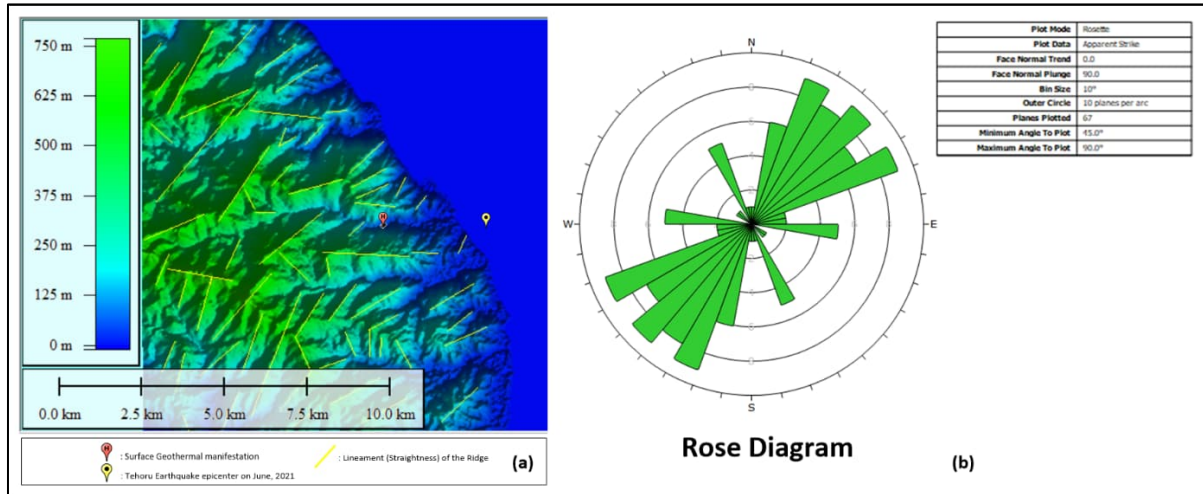 750 m
625 m
500 m
375 m
250 m
125 m
0 m
0.0 km 2.5 km 5.0 km 7.5 km 10.0 km
H
: Surface Geothermal manifestation
: Lineament (Straightness) of the Ridge
: Tehoru Earthquake epicenter on June, 2021
(a)
N
W
E
S
Rose Diagram
(b)
Plot Mode Rosette
Plot Data Apparent Strike
Face Normal Trend 0.0
Face Normal Plunge 90.0
Bin Size 10°
Outer Circle 10 planes per arc
Planes Plotted 67
Minimum Angle To Plot 45.0°
Maximum Angle To Plot 90.0°